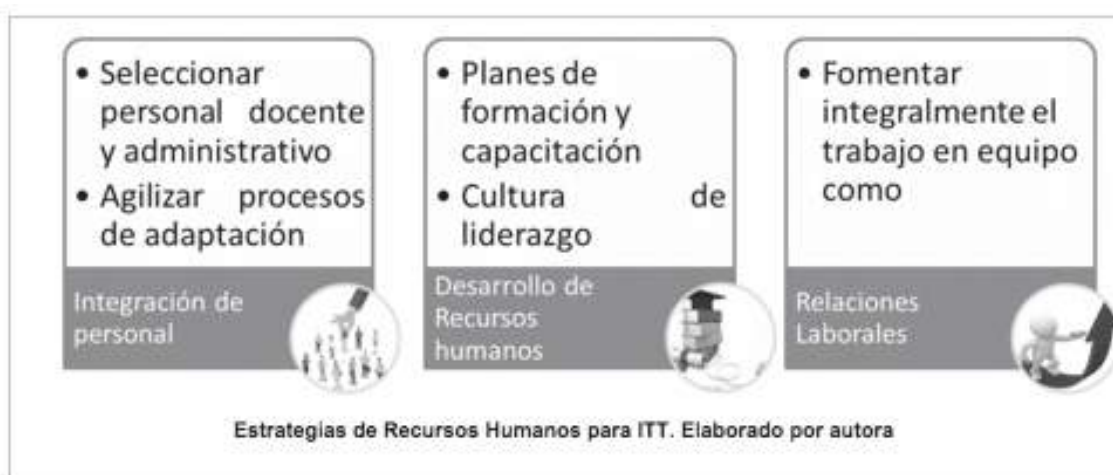 • Seleccionar
personal docente
y administrativo
• Agilizar procesos
de adaptación
Integración de
personal
• Planes de
formación y
capacitación
• Cultura de
liderazgo
Desarrollo de
Recursos
humanos
• Fomentar
integralmente el
trabajo en equipo
como
Relaciones
Laborales
Estrategias de Recursos Humanos para ITT. Elaborado por autora